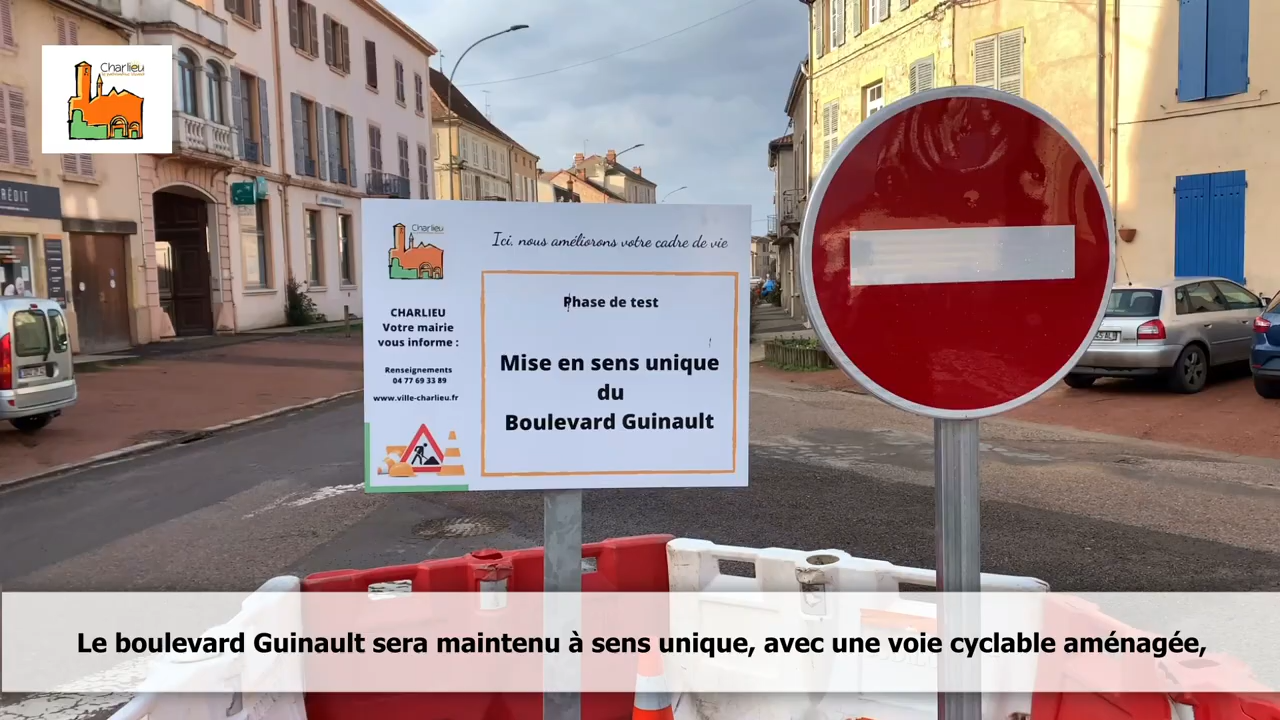 Charlieu
RÉDIT
Charlieu
Ici, nous améliorons votre cadre de vie
Phase de test
CHARLIEU
Votre mairie
vous informe :
Mise en sens unique
du
Boulevard Guinault
Renseignements
04 77 69 33 89
www.ville-charlieu.fr
Le boulevard Guinault sera maintenu à sens unique, avec une voie cyclable aménagée,